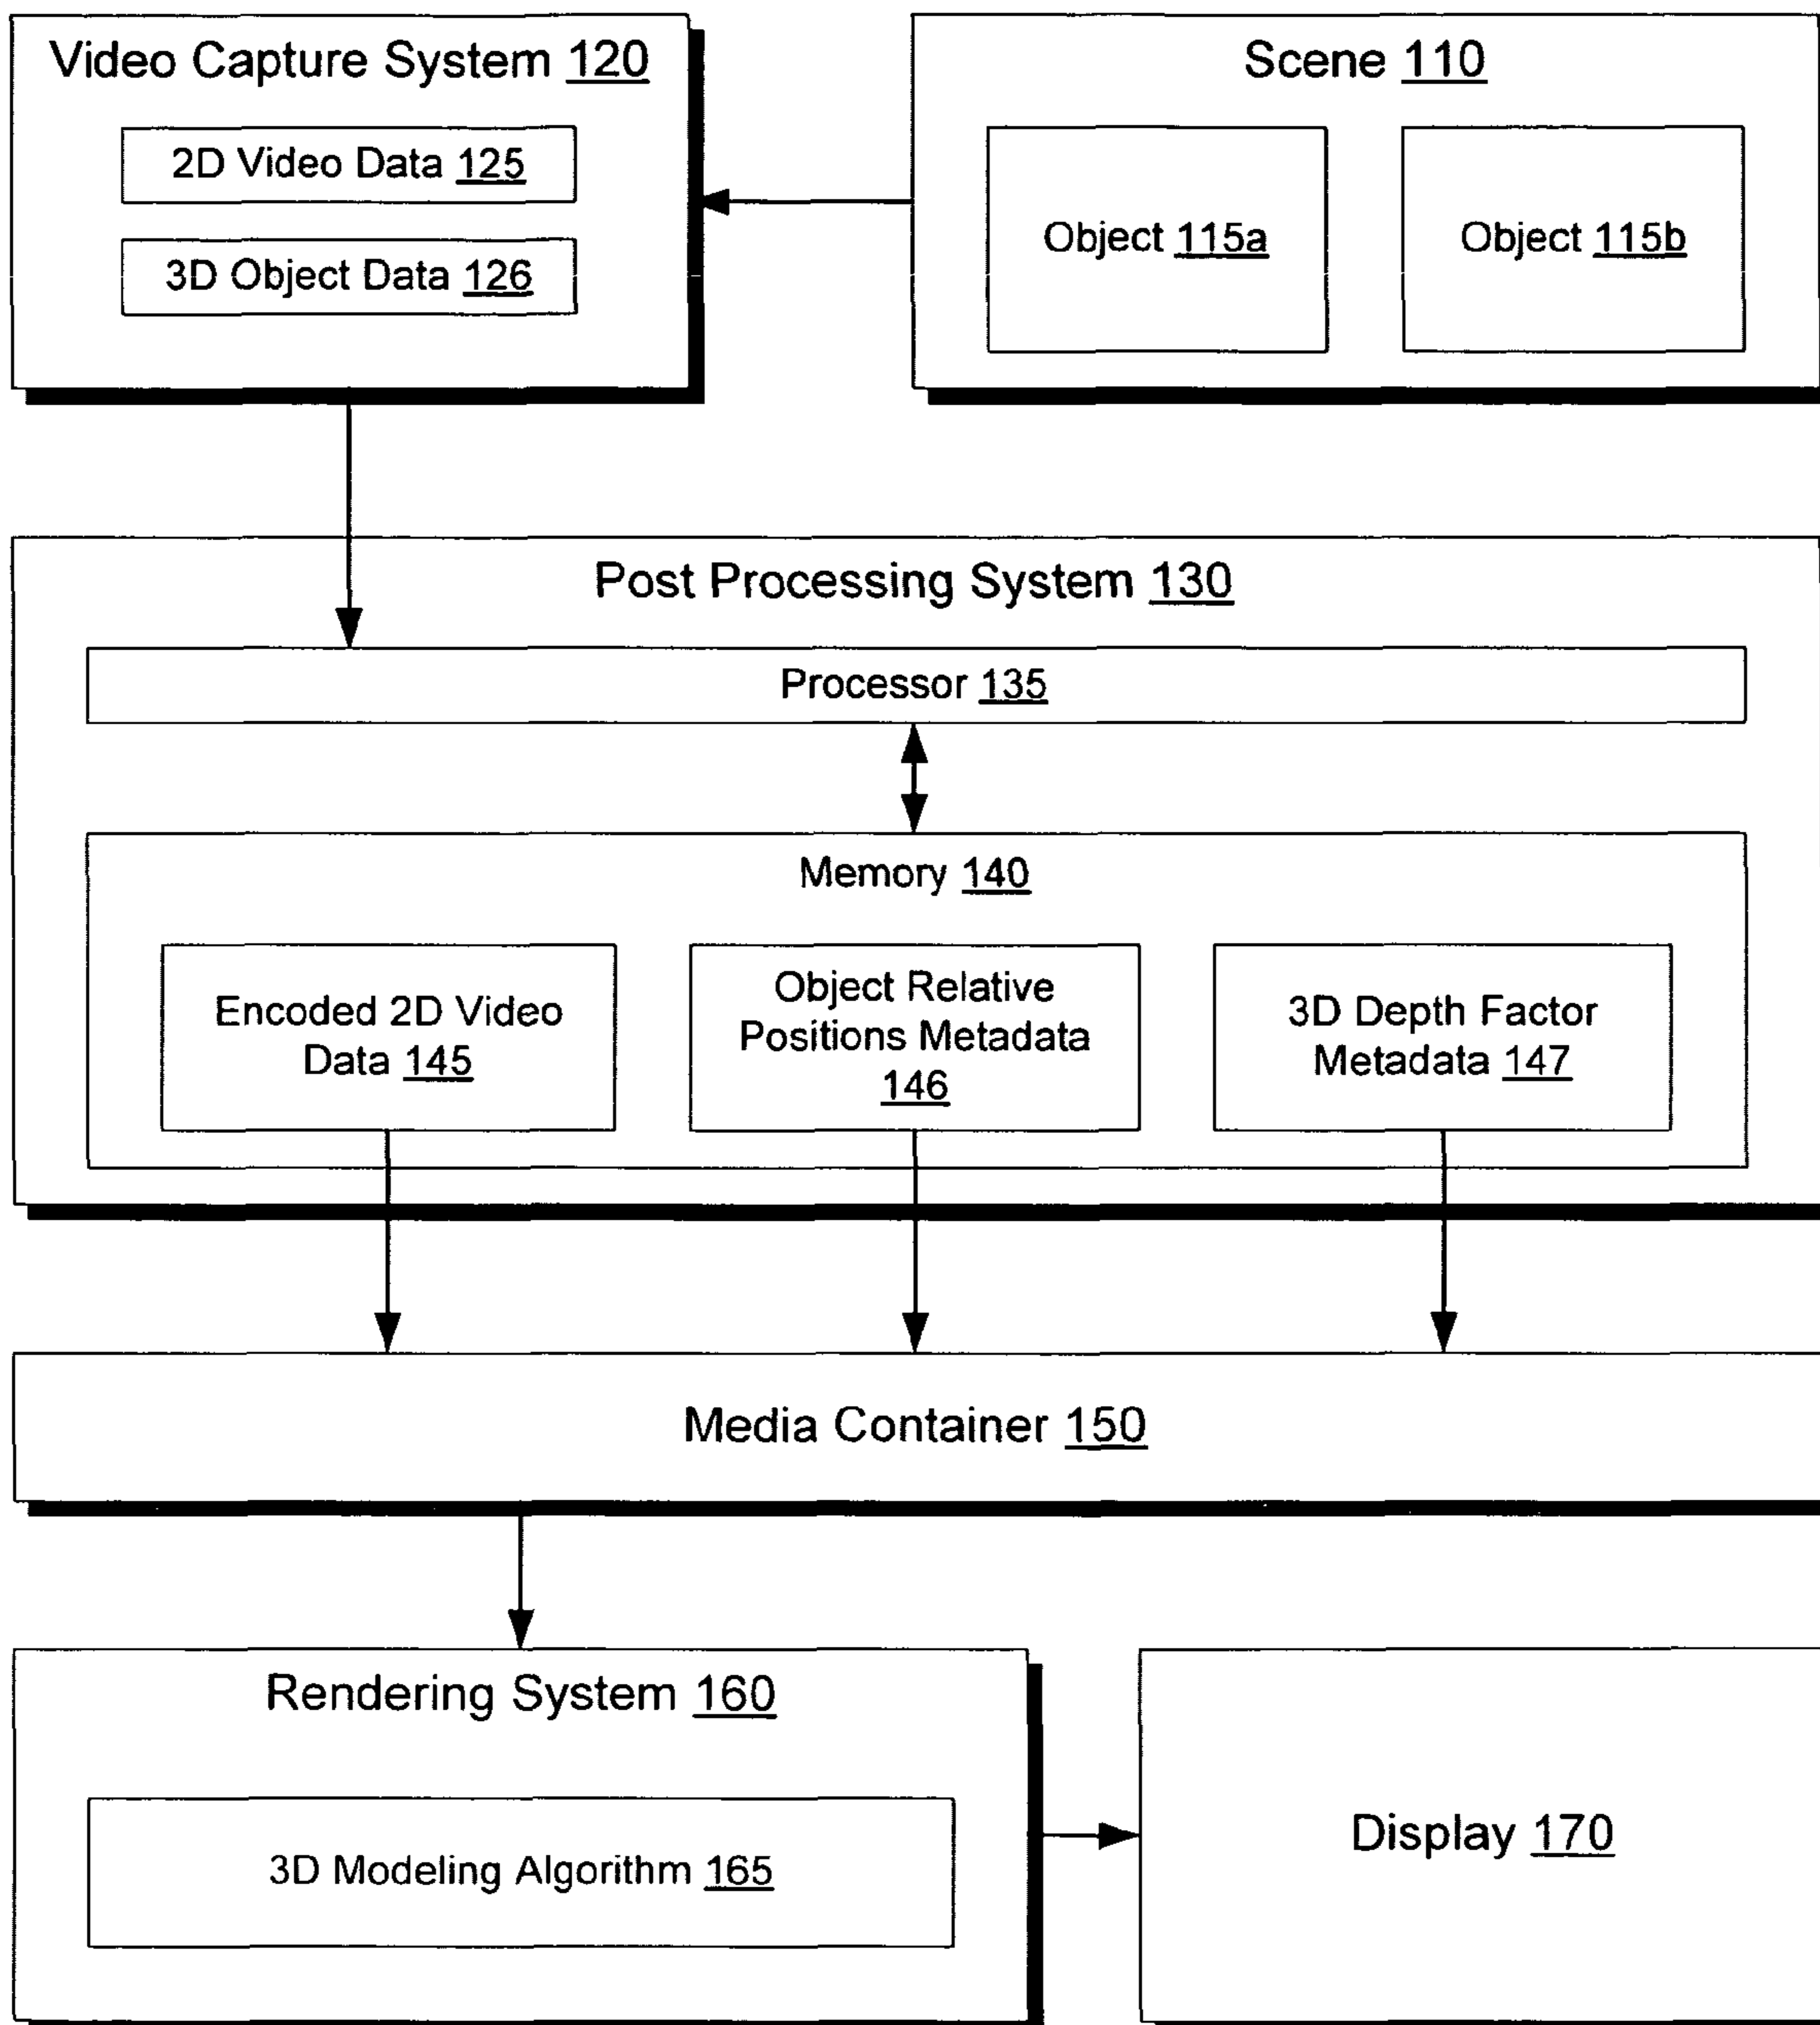 Video Capture System 120
2D Video Data 125
3D Object Data 126
Scene 110
Object 115a
Object 115b
Post Processing System 130
Processor 135
Memory 140
Encoded 2D Video
Data 145
Object Relative
Positions Metadata
146
3D Depth Factor
Metadata 147
Media Container 150
Rendering System 160
3D Modeling Algorithm 165
Display 170